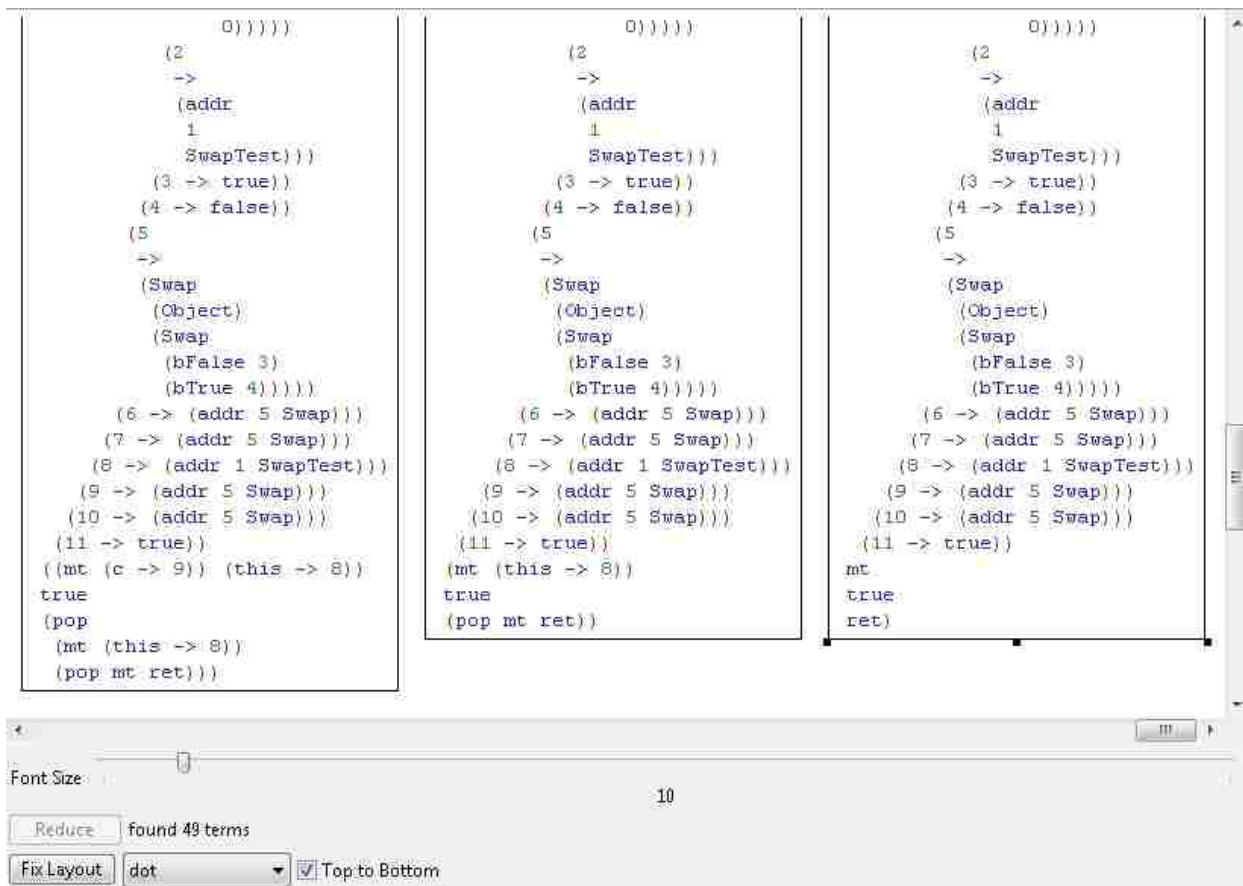 0)))))
(2
->
(addr
1
SwapTest)))
(3 -> true))
(4 -> false))
(5
->
(Swap
(Object)
(Swap
(bFalse 3)
(bTrue 4)))))
(6 -> (addr 5 Swap)))
(7 -> (addr 5 Swap)))
(8 -> (addr 1 SwapTest)))
(9 -> (addr 5 Swap)))
(10 -> (addr 5 Swap)))
(11 -> true))
((mt (c -> 9)) (this -> 8))
true
(pop
(mt (this -> 8))
(pop mt ret)))
0)))))
(2
->
(addr
1
SwapTest)))
(3 -> true))
(4 -> false))
(5
->
(Swap
(Object)
(Swap
(bFalse 3)
(bTrue 4)))))
(6 -> (addr 5 Swap)))
(7 -> (addr 5 Swap)))
(8 -> (addr 1 SwapTest)))
(9 -> (addr 5 Swap)))
(10 -> (addr 5 Swap)))
(11 -> true))
(mt (this -> 8))
true
(pop mt ret))
0)))))
(2
->
(addr
1
SwapTest)))
(3 -> true))
(4 -> false))
(5
->
(Swap
(Object)
(Swap
(bFalse 3)
(bTrue 4)))))
(6 -> (addr 5 Swap)))
(7 -> (addr 5 Swap)))
(8 -> (addr 1 SwapTest)))
(9 -> (addr 5 Swap)))
(10 -> (addr 5 Swap)))
(11 -> true))
mt
true
ret)
Font Size
10
Reduce found 49 terms
Fix Layout dot Top to Bottom